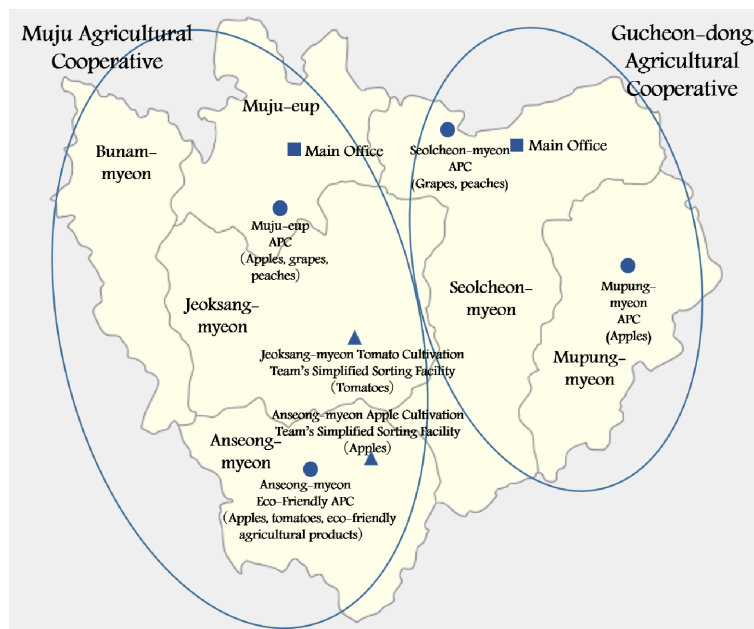 Muju Agricultural
Cooperative
Gucheon-dong
Agricultural
Cooperative
Muju-eup
Bunam-
myeon
Main Office
Seolcheon-myeon
APC
(Grapes, peaches)
Main Office
Muju-eup
APC
(Apples, grapes,
peaches)
Jeoksang-
myeon
Seolcheon-
myeon
Mupung-
myeon
APC
(Apples)
Mupung-
myeon
Jeoksang-myeon Tomato Cultivation
Team's Simplified Sorting Facility
(Tomatoes)
Anseong-myeon Apple Cultivation
Team's Simplified Sorting Facility
(Apples)
Anseong-
myeon
Anseong-myeon
Eco-Friendly APC
(Apples, tomatoes, eco-friendly
agricultural products)